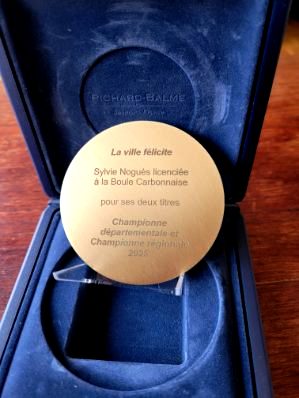 RICHARD-BALME
La ville félicite
Sylvie Noguès licenciée
à la Boule Carbonnaise
pour ses deux titres
Championne
départementale et
Championne régionale
2025